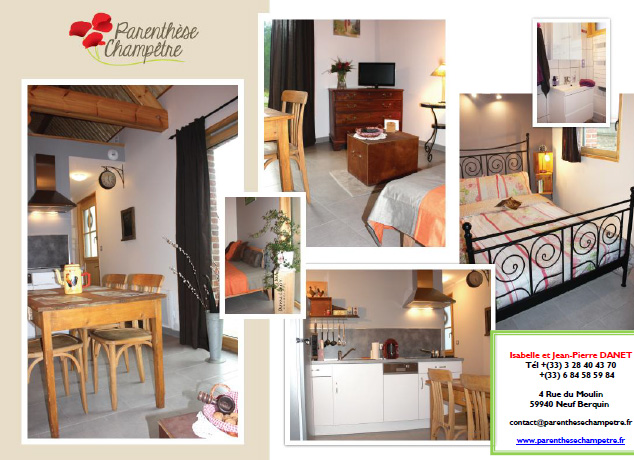 Parenthèse
Champêtre
Isabelle et Jean-Pierre DANET
Tél +(33) 3 28 40 43 70
+(33) 6 84 58 59 84
4 Rue du Moulin
59940 Neuf Berquin
contact@parenthesechampetre.fr
www.parenthesechampetre.fr